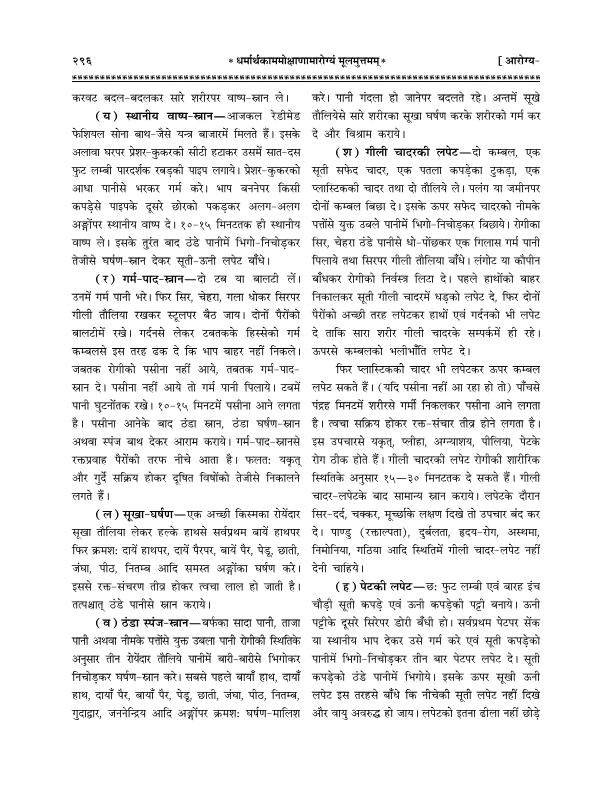 २९६
* धर्मार्थकाममोक्षाणामारोग्यं मूलमुत्तमम् *
[ आरोग्य-
करवट बदल-बदलकर सारे शरीरपर वाष्प-स्नान ले।
(य) स्थानीय वाष्प-स्नान—आजकल रेडीमेड
फेशियल सोना बाथ-जैसे यन्त्र बाजारमें मिलते हैं। इसके
अलावा घरपर प्रेशर-कुकरकी सीटी हटाकर उसमें सात-दस
फुट लम्बी पारदर्शक रबड़की पाइप लगाये। प्रेशर-कुकरको
आधा पानीसे भरकर गर्म करे। भाप बननेपर किसी
कपड़ेसे पाइपके दूसरे छोरको पकड़कर अलग-अलग
अङ्गोंपर स्थानीय वाष्प दे। १०-१५ मिनटतक ही स्थानीय
वाष्प ले। इसके तुरंत बाद ठंडे पानीमें भिगो-निचोड़कर
तेजीसे घर्षण-स्नान देकर सूती-ऊनी लपेट बाँधे।
(र) गर्म-पाद-स्नान—दो टब या बालटी लें।
उनमें गर्म पानी भरे। फिर सिर, चेहरा, गला धोकर सिरपर
गीली तौलिया रखकर स्टूलपर बैठ जाय। दोनों पैरोंको
बालटीमें रखे। गर्दनसे लेकर टबतकके हिस्सेको गर्म
कम्बलसे इस तरह ढक दे कि भाप बाहर नहीं निकले।
जबतक रोगीको पसीना नहीं आये, तबतक गर्म-पाद-
स्नान दे। पसीना नहीं आये तो गर्म पानी पिलाये। टबमें
पानी घुटनोंतक रखे। १०-१५ मिनटमें पसीना आने लगता
है। पसीना आनेके बाद ठंडा स्नान, ठंडा घर्षण-स्नान
अथवा स्पंज बाथ देकर आराम कराये। गर्म-पाद-स्नानसे
रक्तप्रवाह पैरोंकी तरफ नीचे आता है। फलत: यकृत्
और गुर्दे सक्रिय होकर दूषित विषोंको तेजीसे निकालने
लगते हैं।
(ल) सूखा-घर्षण—एक अच्छी किस्मका रोयेंदार
सूखा तौलिया लेकर हल्के हाथसे सर्वप्रथम बायें हाथपर
फिर क्रमश: दायें हाथपर, दायें पैरपर, बायें पैर, पेडू, छाती,
जंघा, पीठ, नितम्ब आदि समस्त अङ्गोंका घर्षण करे।
इससे रक्त-संचरण तीव्र होकर त्वचा लाल हो जाती है।
तत्पश्चात् ठंडे पानीसे स्नान कराये।
(व) ठंडा स्पंज-स्नान—बर्फका सादा पानी, ताजा
पानी अथवा नीमके पत्तोंसे युक्त उबला पानी रोगीकी स्थितिके
अनुसार तीन रोयेंदार तौलिये पानीमें बारी-बारीसे भिगोकर
निचोड़कर घर्षण-स्नान करे। सबसे पहले बायाँ हाथ, दायाँ
हाथ, दायाँ पैर, बायाँ पैर, पेडू, छाती, जंघा, पीठ, नितम्ब,
गुदाद्वार, जननेन्द्रिय आदि अङ्गोंपर क्रमश: घर्षण-मालिश
करे। पानी गंदला हो जानेपर बदलते रहे। अन्तमें सूखे
तौलियेसे सारे शरीरका सूखा घर्षण करके शरीरको गर्म कर
दे और विश्राम कराये।
(श) गीली चादरकी लपेट—दो कम्बल, एक
सूती सफेद चादर, एक पतला कपड़ेका टुकड़ा, एक
प्लास्टिककी चादर तथा दो तौलिये ले। पलंग या जमीनपर
दोनों कम्बल बिछा दे। इसके ऊपर सफेद चादरको नीमके
पत्तोंसे युक्त उबले पानीमें भिगो-निचोड़कर बिछाये। रोगीका
सिर, चेहरा ठंडे पानीसे धो-पोंछकर एक गिलास गर्म पानी
पिलाये तथा सिरपर गीली तौलिया बाँधे। लंगोट या कौपीन
बाँधकर रोगीको निर्वस्त्र लिटा दे। पहले हाथोंको बाहर
निकालकर सूती गीली चादरमें धड़को लपेट दे, फिर दोनों
पैरोंको अच्छी तरह लपेटकर हाथों एवं गर्दनको भी लपेट
दे ताकि सारा शरीर गीली चादरके सम्पर्कमें ही रहे।
ऊपरसे कम्बलको भलीभाँति लपेट दे।
फिर प्लास्टिककी चादर भी लपेटकर ऊपर कम्बल
लपेट सकते हैं। (यदि पसीना नहीं आ रहा हो तो) पाँचसे
पंद्रह मिनटमें शरीरसे गर्मी निकलकर पसीना आने लगता
है। त्वचा सक्रिय होकर रक्त-संचार तीव्र होने लगता है।
इस उपचारसे यकृत्, प्लीहा, अग्न्याशय, पीलिया, पेटके
रोग ठीक होते हैं। गीली चादरकी लपेट रोगीकी शारीरिक
स्थितिके अनुसार १५—३० मिनटतक दे सकते हैं। गीली
चादर-लपेटके बाद सामान्य स्नान कराये। लपेटके दौरान
सिर-दर्द, चक्कर, मूर्च्छाके लक्षण दिखे तो उपचार बंद कर
दे। पाण्डु (रक्ताल्पता), दुर्बलता, हृदय-रोग, अस्थमा,
निमोनिया, गठिया आदि स्थितिमें गीली चादर-लपेट नहीं
देनी चाहिये।
(ह) पेटकी लपेट—छ: फुट लम्बी एवं बारह इंच
चौड़ी सूती कपड़े एवं ऊनी कपड़ेकी पट्टी बनाये। ऊनी
पट्टीके दूसरे सिरेपर डोरी बँधी हो। सर्वप्रथम पेटपर सेंक
या स्थानीय भाप देकर उसे गर्म करे एवं सूती कपड़ेको
पानीमें भिगो-निचोड़कर तीन बार पेटपर लपेट दे। सूती
कपड़ेको ठंडे पानीमें भिगोये। इसके ऊपर सूखी ऊनी
लपेट इस तरहसे बाँधे कि नीचेकी सूती लपेट नहीं दिखे
और वायु अवरुद्ध हो जाय। लपेटको इतना ढीला नहीं छोड़े